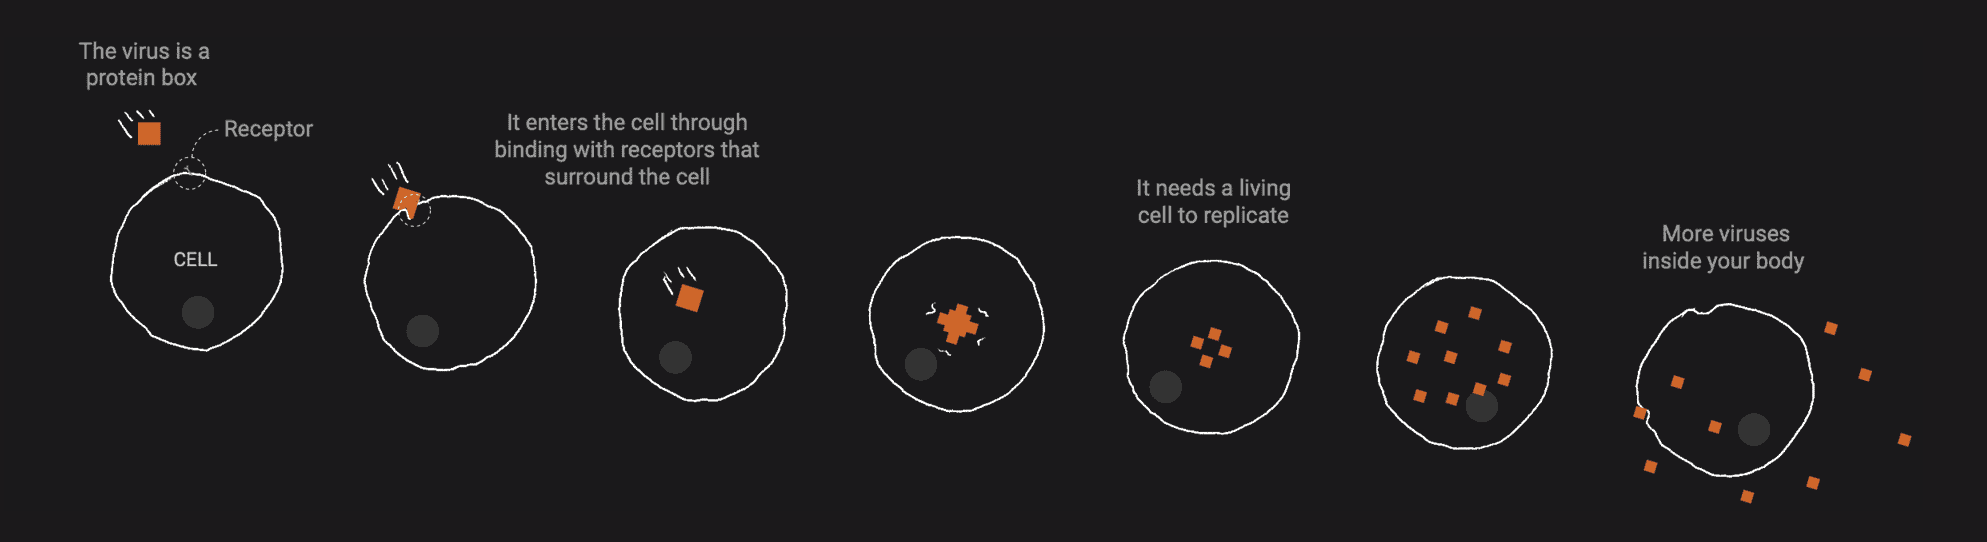 The virus is a
protein box
Receptor
CELL
It enters the cell through
binding with receptors that
surround the cell
It needs a living
cell to replicate
More viruses
inside your body